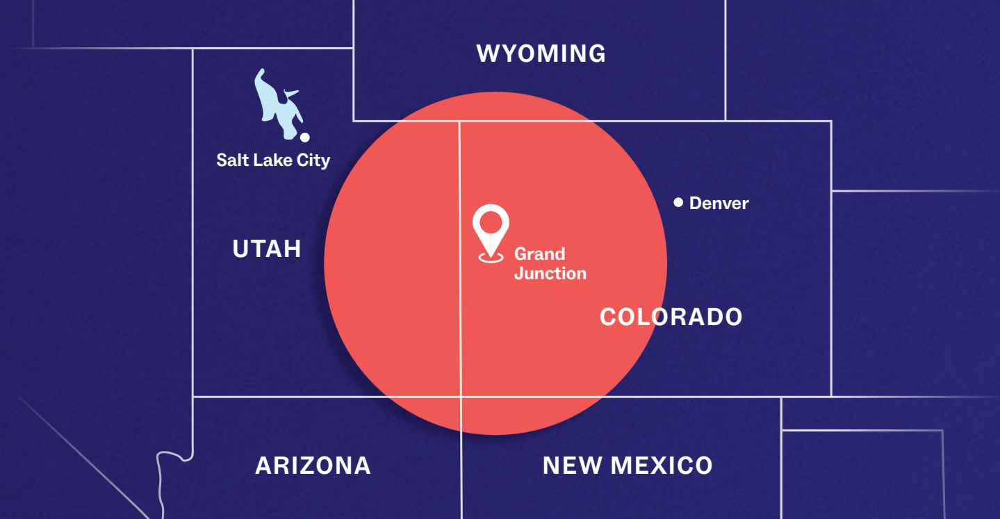 WYOMING
Salt Lake City
Denver
UTAH
Grand
Junction
COLORADO
ARIZONA
NEW MEXICO